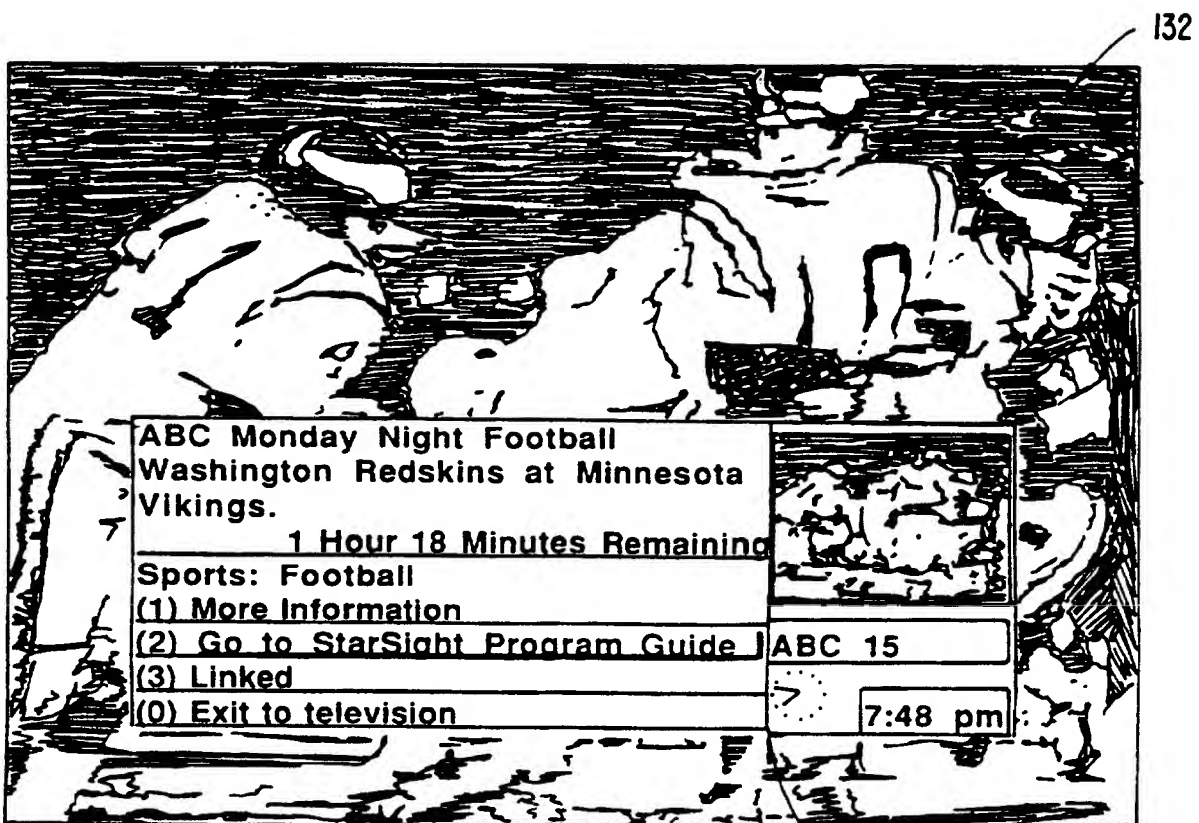 132
ABC Monday Night Football
Washington Redskins at Minnesota
Vikings.
1 Hour 18 Minutes Remaining
Sports: Football
(1) More Information
(2) Go to StarSight Program Guide
ABC 15
(3) Linked
(0) Exit to television
7:48 pm